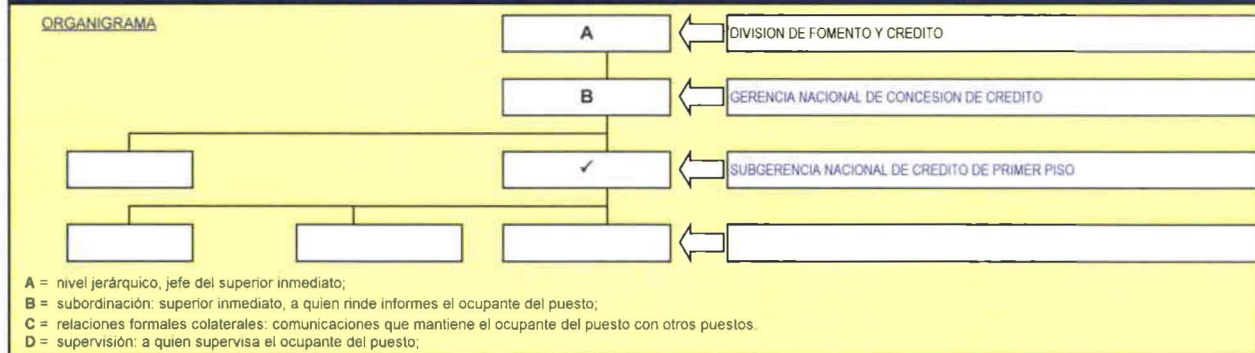 ORGANIGRAMA
A
DIVISION DE FOMENTO Y CREDITO
B
GERENCIA NACIONAL DE CONCESION DE CREDITO
✓
SUBGERENCIA NACIONAL DE CREDITO DE PRIMER PISO
A = nivel jerárquico, jefe del superior inmediato;
B = subordinación: superior inmediato, a quien rinde informes el ocupante del puesto;
C = relaciones formales colaterales: comunicaciones que mantiene el ocupante del puesto con otros puestos.
D = supervisión: a quien supervisa el ocupante del puesto;